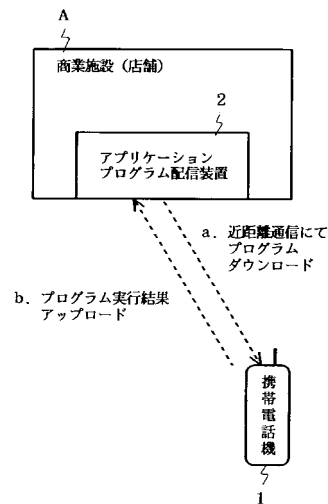 A
商業施設（店舗）
2
アプリケーション
プログラム配信装置
a．近距離通信にて
プログラム
ダウンロード
b．プログラム実行結果
アップロード
携帯電話機
1